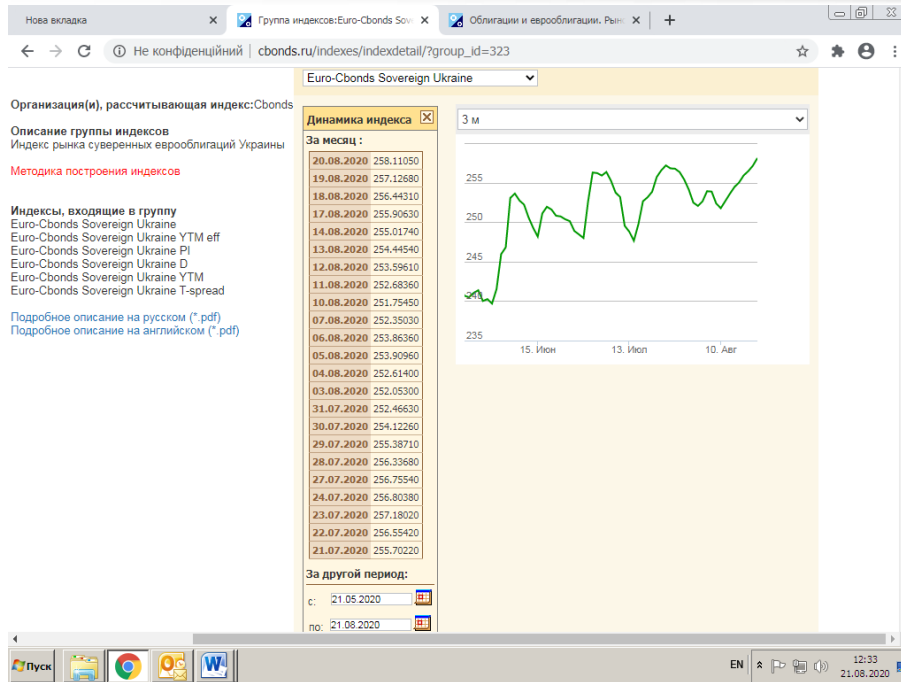 Нова вкладка
Группа индексов:Euro-Cbonds Sov
Облигации и еврооблигации. Рын
Не конфіденційний | cbonds.ru/indexes/indexdetail/?group_id=323
Euro-Cbonds Sovereign Ukraine
Организация(и), рассчитывающая индекс:Cbonds
Описание группы индексов
Индекс рынка суверенных еврооблигаций Украины
Методика построения индексов
Индексы, входящие в группу
Euro-Cbonds Sovereign Ukraine
Euro-Cbonds Sovereign Ukraine YTM eff
Euro-Cbonds Sovereign Ukraine PI
Euro-Cbonds Sovereign Ukraine D
Euro-Cbonds Sovereign Ukraine YTM
Euro-Cbonds Sovereign Ukraine T-spread
Подробное описание на русском (*.pdf)
Подробное описание на английском (*.pdf)
Динамика индекса
За месяц :
20.08.2020 258.11050
19.08.2020 257.12680
18.08.2020 256.44310
17.08.2020 255.90630
14.08.2020 255.01740
13.08.2020 254.44540
12.08.2020 253.59610
11.08.2020 252.68360
10.08.2020 251.75450
07.08.2020 252.35030
06.08.2020 253.86360
05.08.2020 253.90960
04.08.2020 252.61400
03.08.2020 252.05300
31.07.2020 252.46630
30.07.2020 254.12260
29.07.2020 255.38710
28.07.2020 256.33680
27.07.2020 256.75540
24.07.2020 256.80380
23.07.2020 257.18020
22.07.2020 256.55420
21.07.2020 255.70220
За другой период:
с: 21.05.2020
по: 21.08.2020
3 м
255
250
245
240
235
15. Июн
13. Июл
10. Авг
Пуск
EN
12:33
21.08.2020